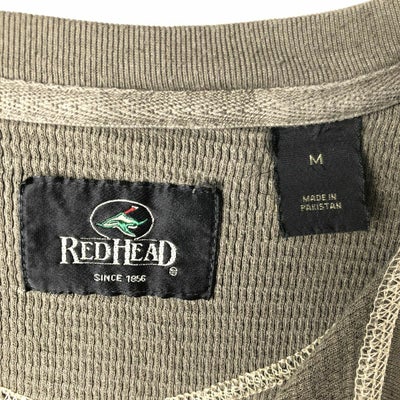 REDHEAD
®
SINCE 1856
M
MADE IN
PAKISTAN